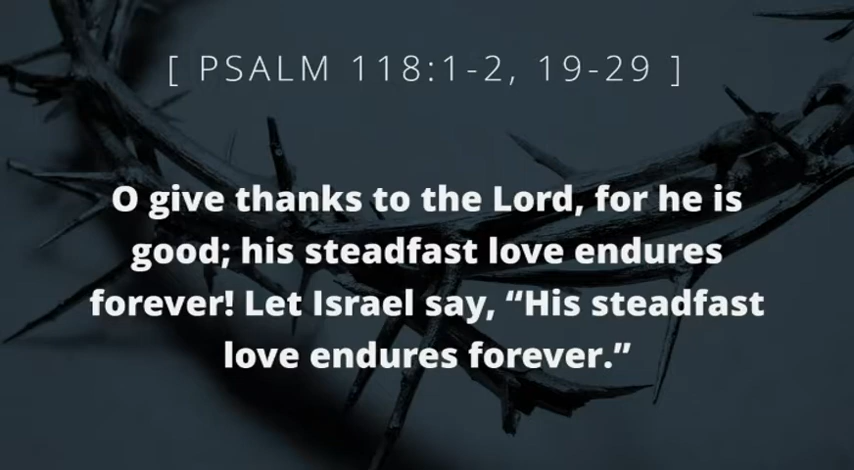 [ PSALM 118:1-2, 19-29 ]
O give thanks to the Lord, for he is
good; his steadfast love endures
forever! Let Israel say, “His steadfast
love endures forever.”